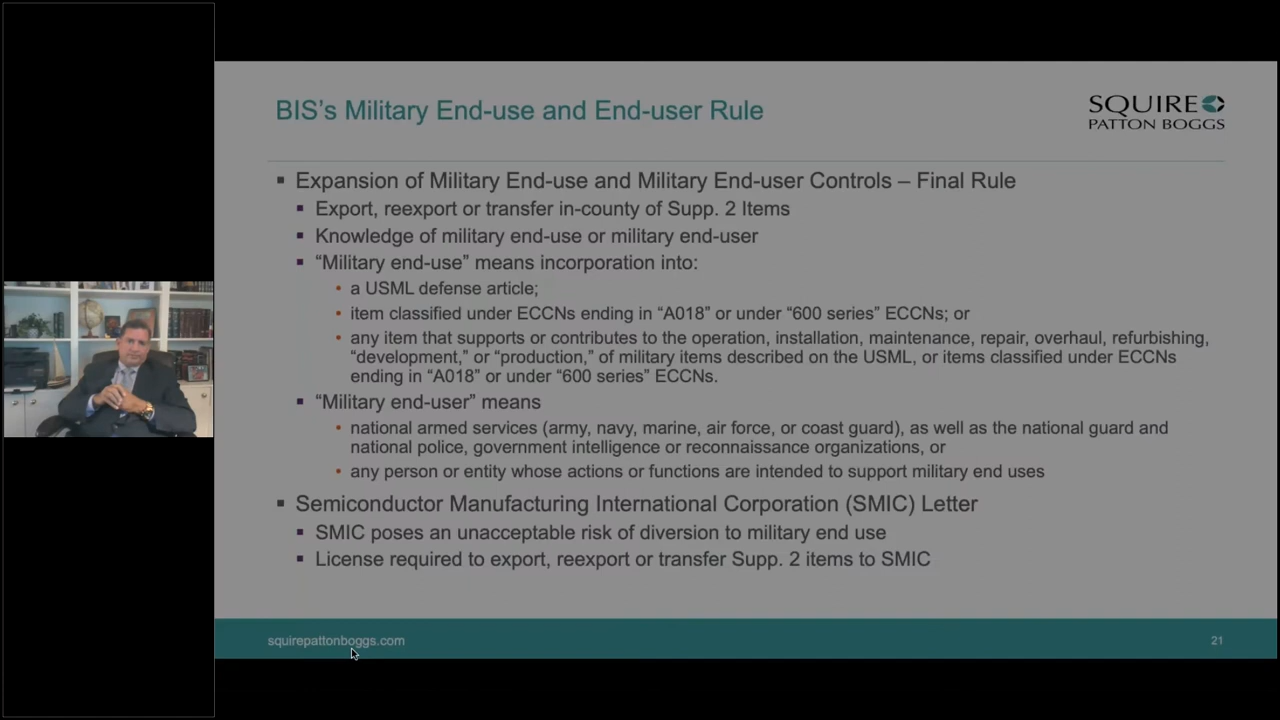 BIS’s Military End-use and End-user Rule
SQUIRE
PATTON BOGGS
▪ Expansion of Military End-use and Military End-user Controls – Final Rule
▪ Export, reexport or transfer in-county of Supp. 2 Items
▪ Knowledge of military end-use or military end-user
▪ “Military end-use” means incorporation into:
• a USML defense article;
• item classified under ECCNs ending in “A018” or under “600 series” ECCNs; or
• any item that supports or contributes to the operation, installation, maintenance, repair, overhaul, refurbishing,
“development,” or “production,” of military items described on the USML, or items classified under ECCNs
ending in “A018” or under “600 series” ECCNs.
▪ “Military end-user” means
• national armed services (army, navy, marine, air force, or coast guard), as well as the national guard and
national police, government intelligence or reconnaissance organizations, or
• any person or entity whose actions or functions are intended to support military end uses
▪ Semiconductor Manufacturing International Corporation (SMIC) Letter
▪ SMIC poses an unacceptable risk of diversion to military end use
▪ License required to export, reexport or transfer Supp. 2 items to SMIC
squirepattonboggs.com
21